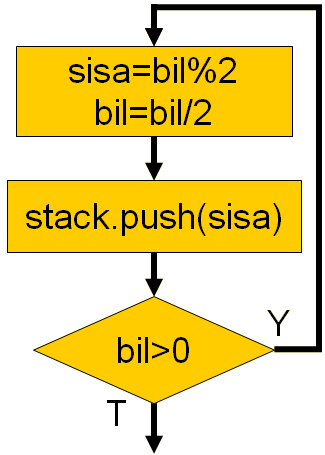 sisa=bil%2
bil=bil/2
stack.push(sisa)
bil>0
Y
T